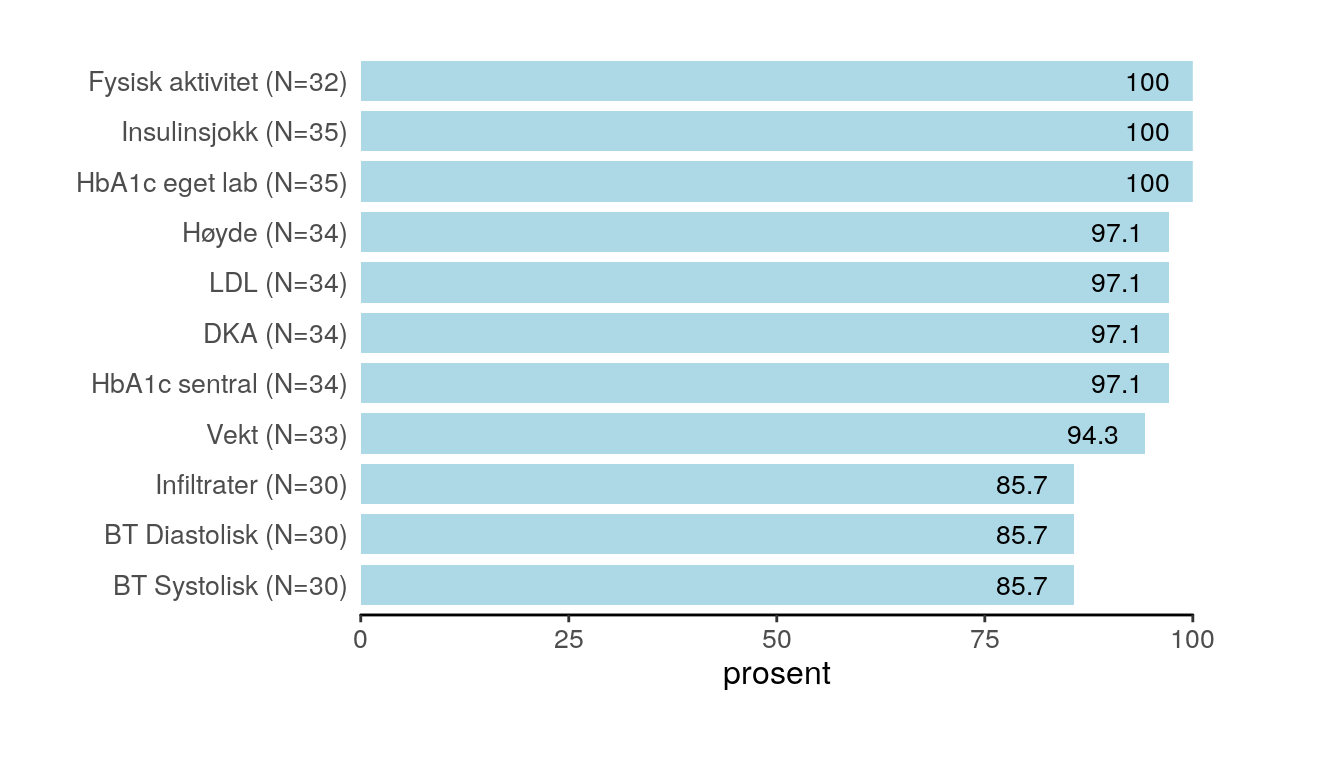 Fysisk aktivitet (N=32) 100
Insulinsjokk (N=35) 100
HbA1c eget lab (N=35) 100
Høyde (N=34) 97.1
LDL (N=34) 97.1
DKA (N=34) 97.1
HbA1c sentral (N=34) 97.1
Vekt (N=33) 94.3
Infiltrater (N=30) 85.7
BT Diastolisk (N=30) 85.7
BT Systolisk (N=30) 85.7
0 25 50 75 100
prosent